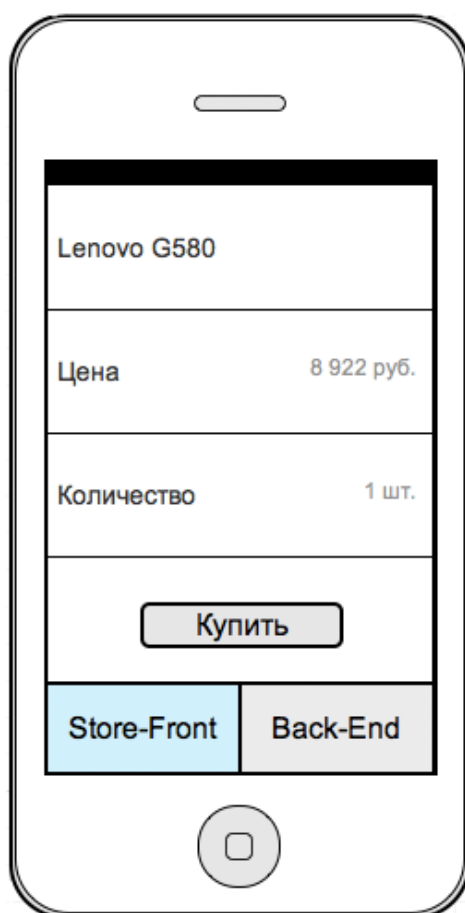 Lenovo G580
Цена 8 922 руб.
Количество 1 шт.
Купить
Store-Front Back-End